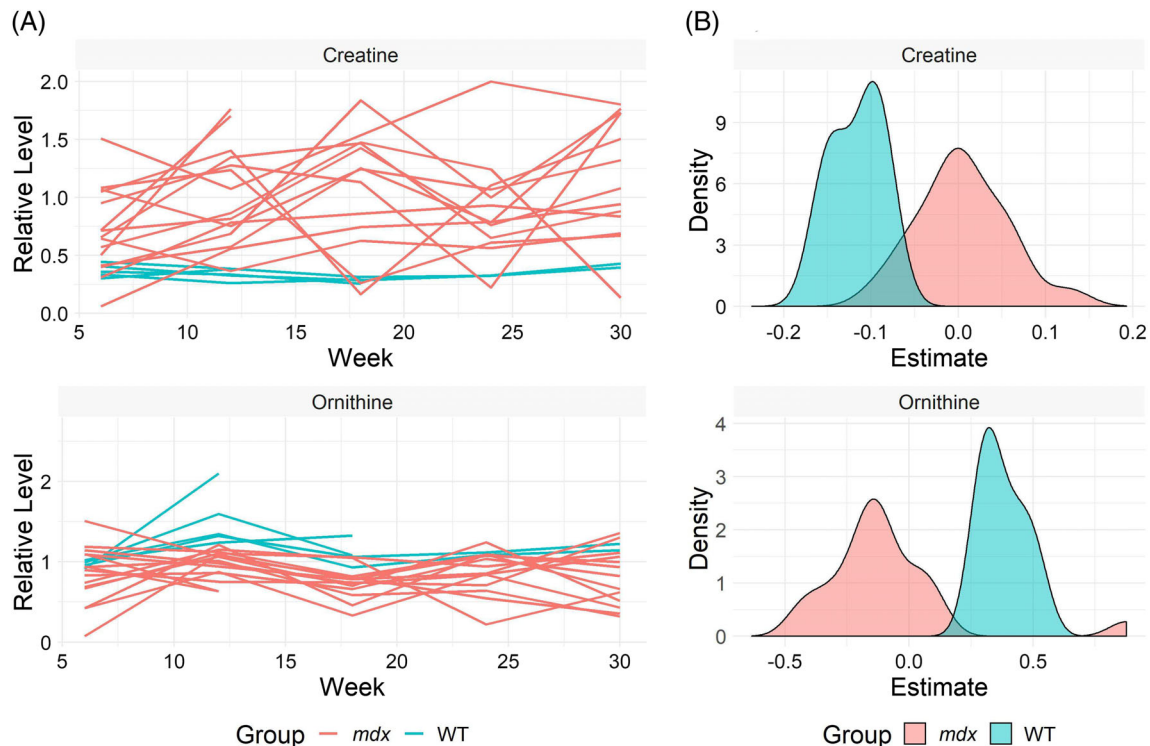 (A)
Creatine
2.0
1.5
1.0
0.5
0.0
Relative Level
5 10 15 20 25 30
Week
Ornithine
2
1
0
Relative Level
5 10 15 20 25 30
Week
Group mdx WT
(B)
Creatine
9
6
3
0
Density
-0.2 -0.1 0.0 0.1 0.2
Estimate
Ornithine
4
3
2
1
0
Density
-0.5 0.0 0.5
Estimate
Group mdx WT